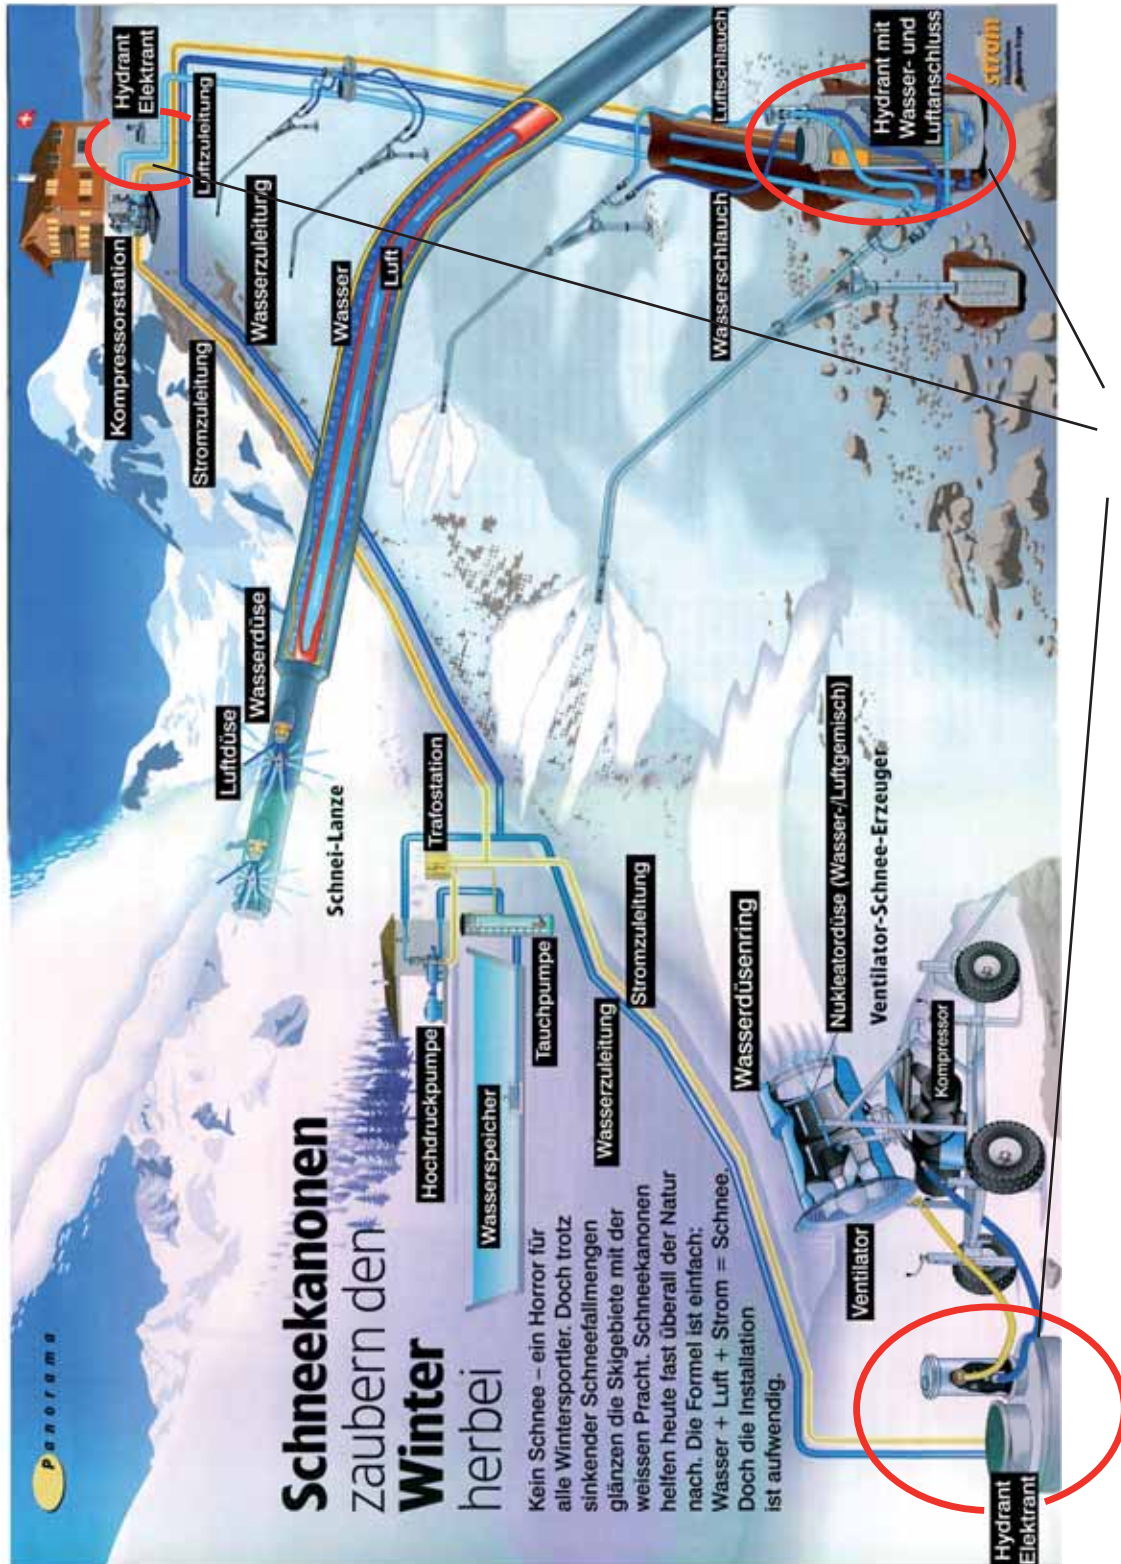 Panorama
Schneekanonen
zaubern den
Winter
herbei
Kein Schnee – ein Horror für
alle Wintersportler. Doch trotz
sinkender Schneefallmengen
glänzen die Skigebiete mit der
weissen Pracht. Schneekanonen
helfen heute fast überall der Natur
nach. Die Formel ist einfach:
Wasser + Luft + Strom = Schnee.
Doch die Installation
ist aufwendig.
Hydrant
Elektrant
Ventilator
Hochdruckpumpe
Wasserspeicher
Tauchpumpe
Wasserzuleitung
Stromzuleitung
Trafostation
Wasserdüsenring
Nukleatordüse (Wasser-/Luftgemisch)
Ventilator-Schnee-Erzeuger
Kompressor
Schnei-Lanze
Luftdüse
Wasserdüse
Stromzuleitung
Kompressorstation
Wasserzuleitung
Luftzuleitung
Hydrant
Elektrant
Wasser
Luft
Wasserschlauch
Luftschlauch
Hydrant mit
Wasser- und
Luftanschluss
strom